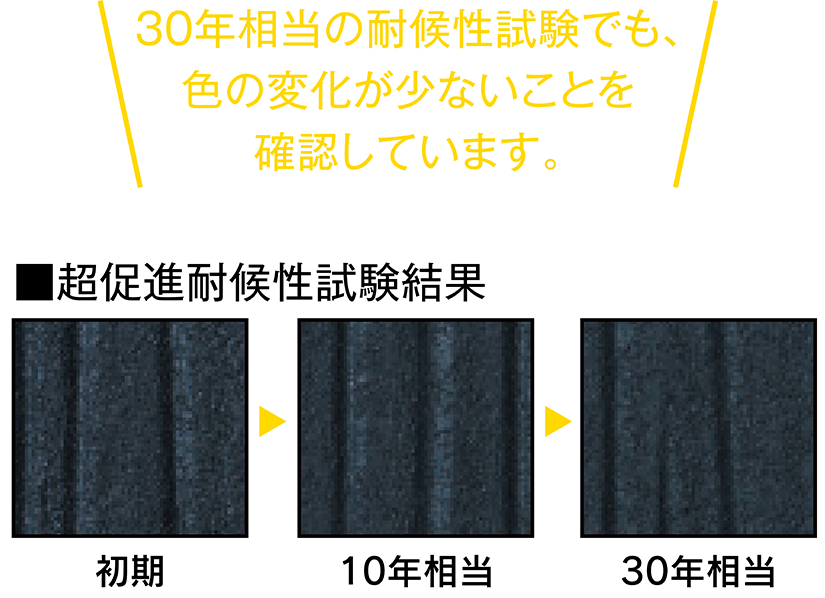 30年相当の耐候性試験でも、
色の変化が少ないことを
確認しています。
■超促進耐候性試験結果
初期
10年相当
30年相当